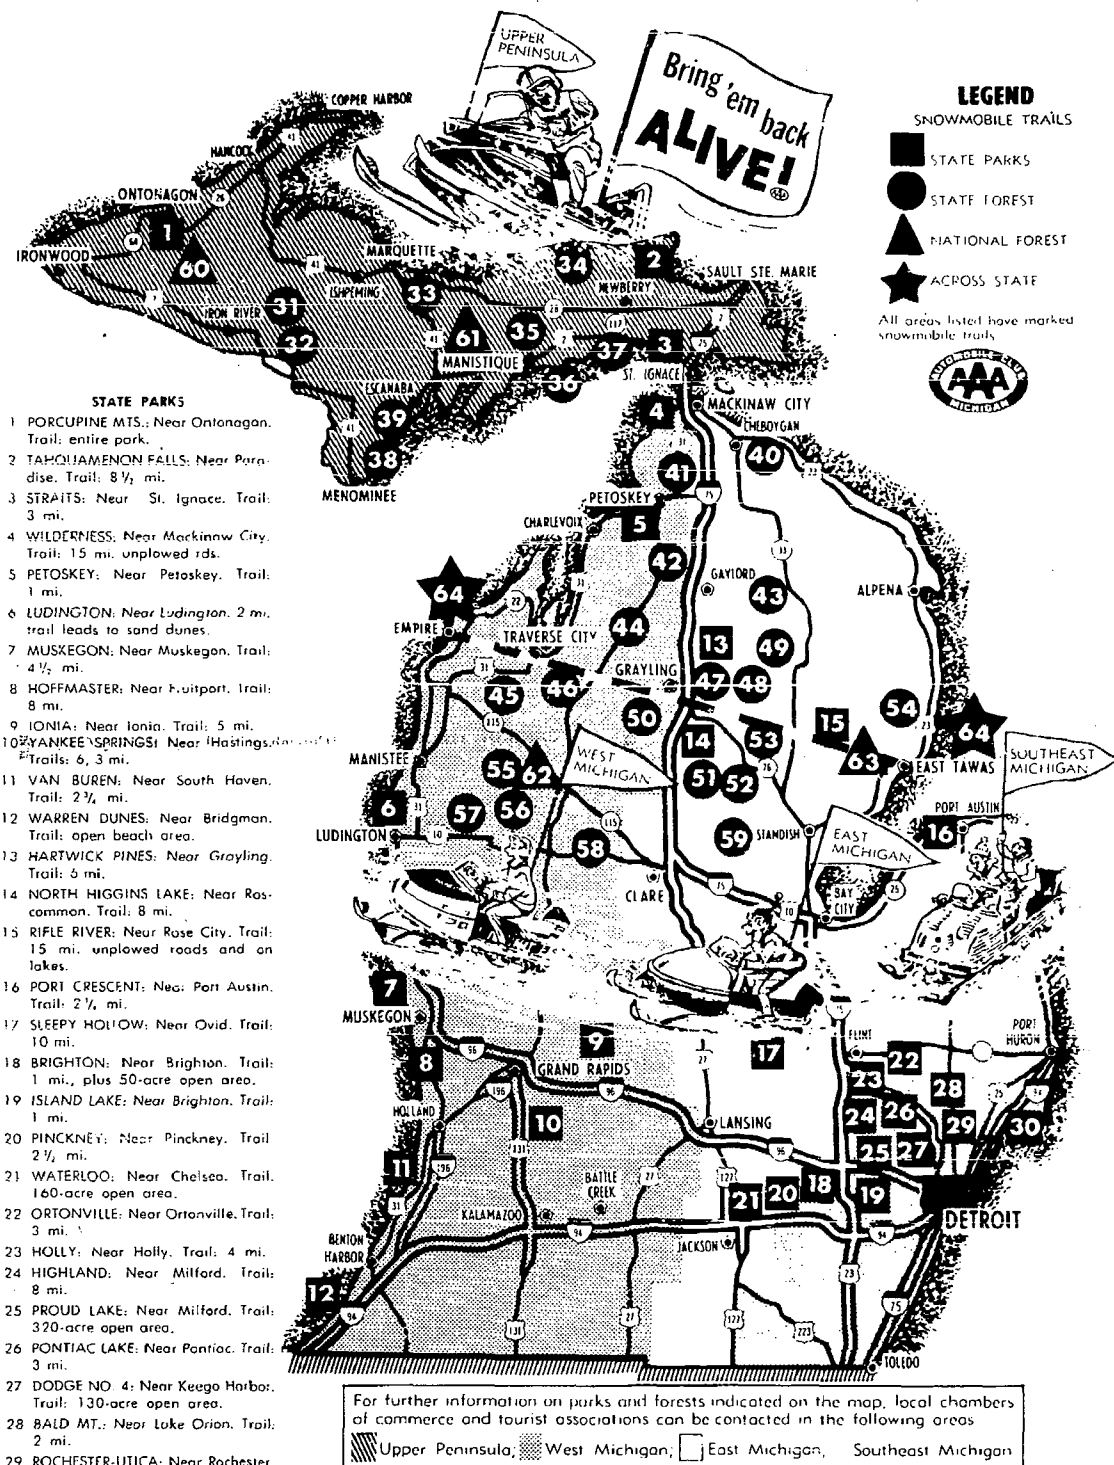 UPPER
PENINSULA
Bring 'em back
ALIVE!
LEGEND
SNOWMOBILE TRAILS
STATE PARKS
STATE FOREST
NATIONAL FOREST
ACROSS STATE
All areas listed have marked
snowmobile trails
AUTOMOBILE CLUB
AAA
MICHIGAN
COPPER HARBOR
HANCOCK
ONTONAGON
IRONWOOD
MARQUETTE
ISHPEMING
IRON RIVER
NEWBERRY
SAULT STE. MARIE
MANISTIQUE
ST. IGNACE
ESCANABA
MENOMINEE
MACKINAW CITY
CHEBOYGAN
PETOSKEY
CHARLEVOIX
GAYLORD
ALPENA
EMPIRE
TRAVERSE CITY
GRAYLING
MANISTEE
WEST
MICHIGAN
EAST TAWAS
SOUTHEAST
MICHIGAN
PORT AUSTIN
LUDINGTON
STANDISH
EAST
MICHIGAN
CLARE
BAY
CITY
MUSKEGON
GRAND RAPIDS
FLINT
PORT
HURON
HOLLAND
LANSING
BATTLE
CREEK
KALAMAZOO
JACKSON
DETROIT
BENTON
HARBOR
TOLEDO
STATE PARKS
1 PORCUPINE MTS.: Near Ontonagon.
Trail: entire park.
2 TAHQUAMENON FALLS: Near Para-
dise. Trail: 8½ mi.
3 STRAITS: Near St. Ignace. Trail:
3 mi.
4 WILDERNESS: Near Mackinaw City.
Trail: 15 mi. unplowed rds.
5 PETOSKEY: Near Petoskey. Trail:
1 mi.
6 LUDINGTON: Near Ludington. 2 mi.
trail leads to sand dunes.
7 MUSKEGON: Near Muskegon. Trail:
4½ mi.
8 HOFFMASTER: Near Fruitport. Trail:
8 mi.
9 IONIA: Near Ionia. Trail: 5 mi.
10 YANKEE SPRINGS: Near Hastings.
Trails: 6, 3 mi.
11 VAN BUREN: Near South Haven.
Trail: 2¾ mi.
12 WARREN DUNES: Near Bridgman.
Trail: open beach area.
13 HARTWICK PINES: Near Grayling.
Trail: 6 mi.
14 NORTH HIGGINS LAKE: Near Ros-
common. Trail: 8 mi.
15 RIFLE RIVER: Near Rose City. Trail:
15 mi. unplowed roads and on
lakes.
16 PORT CRESCENT: Near Port Austin.
Trail: 2¼ mi.
17 SLEEPY HOLLOW: Near Ovid. Trail:
10 mi.
18 BRIGHTON: Near Brighton. Trail:
1 mi., plus 50-acre open area.
19 ISLAND LAKE: Near Brighton. Trail:
1 mi.
20 PINCKNEY: Near Pinckney. Trail
2½ mi.
21 WATERLOO: Near Chelsea. Trail.
160-acre open area.
22 ORTONVILLE: Near Ortonville. Trail:
3 mi.
23 HOLLY: Near Holly. Trail: 4 mi.
24 HIGHLAND: Near Milford. Trail:
8 mi.
25 PROUD LAKE: Near Milford. Trail:
320-acre open area.
26 PONTIAC LAKE: Near Pontiac. Trail:
3 mi.
27 DODGE NO. 4: Near Keego Harbor.
Trail: 130-acre open area.
28 BALD MT.: Near Lake Orion. Trail:
2 mi.
29 ROCHESTER-UTICA: Near Rochester.
For further information on parks and forests indicated on the map, local chambers
of commerce and tourist associations can be contacted in the following areas
Upper Peninsula; West Michigan; East Michigan, Southeast Michigan